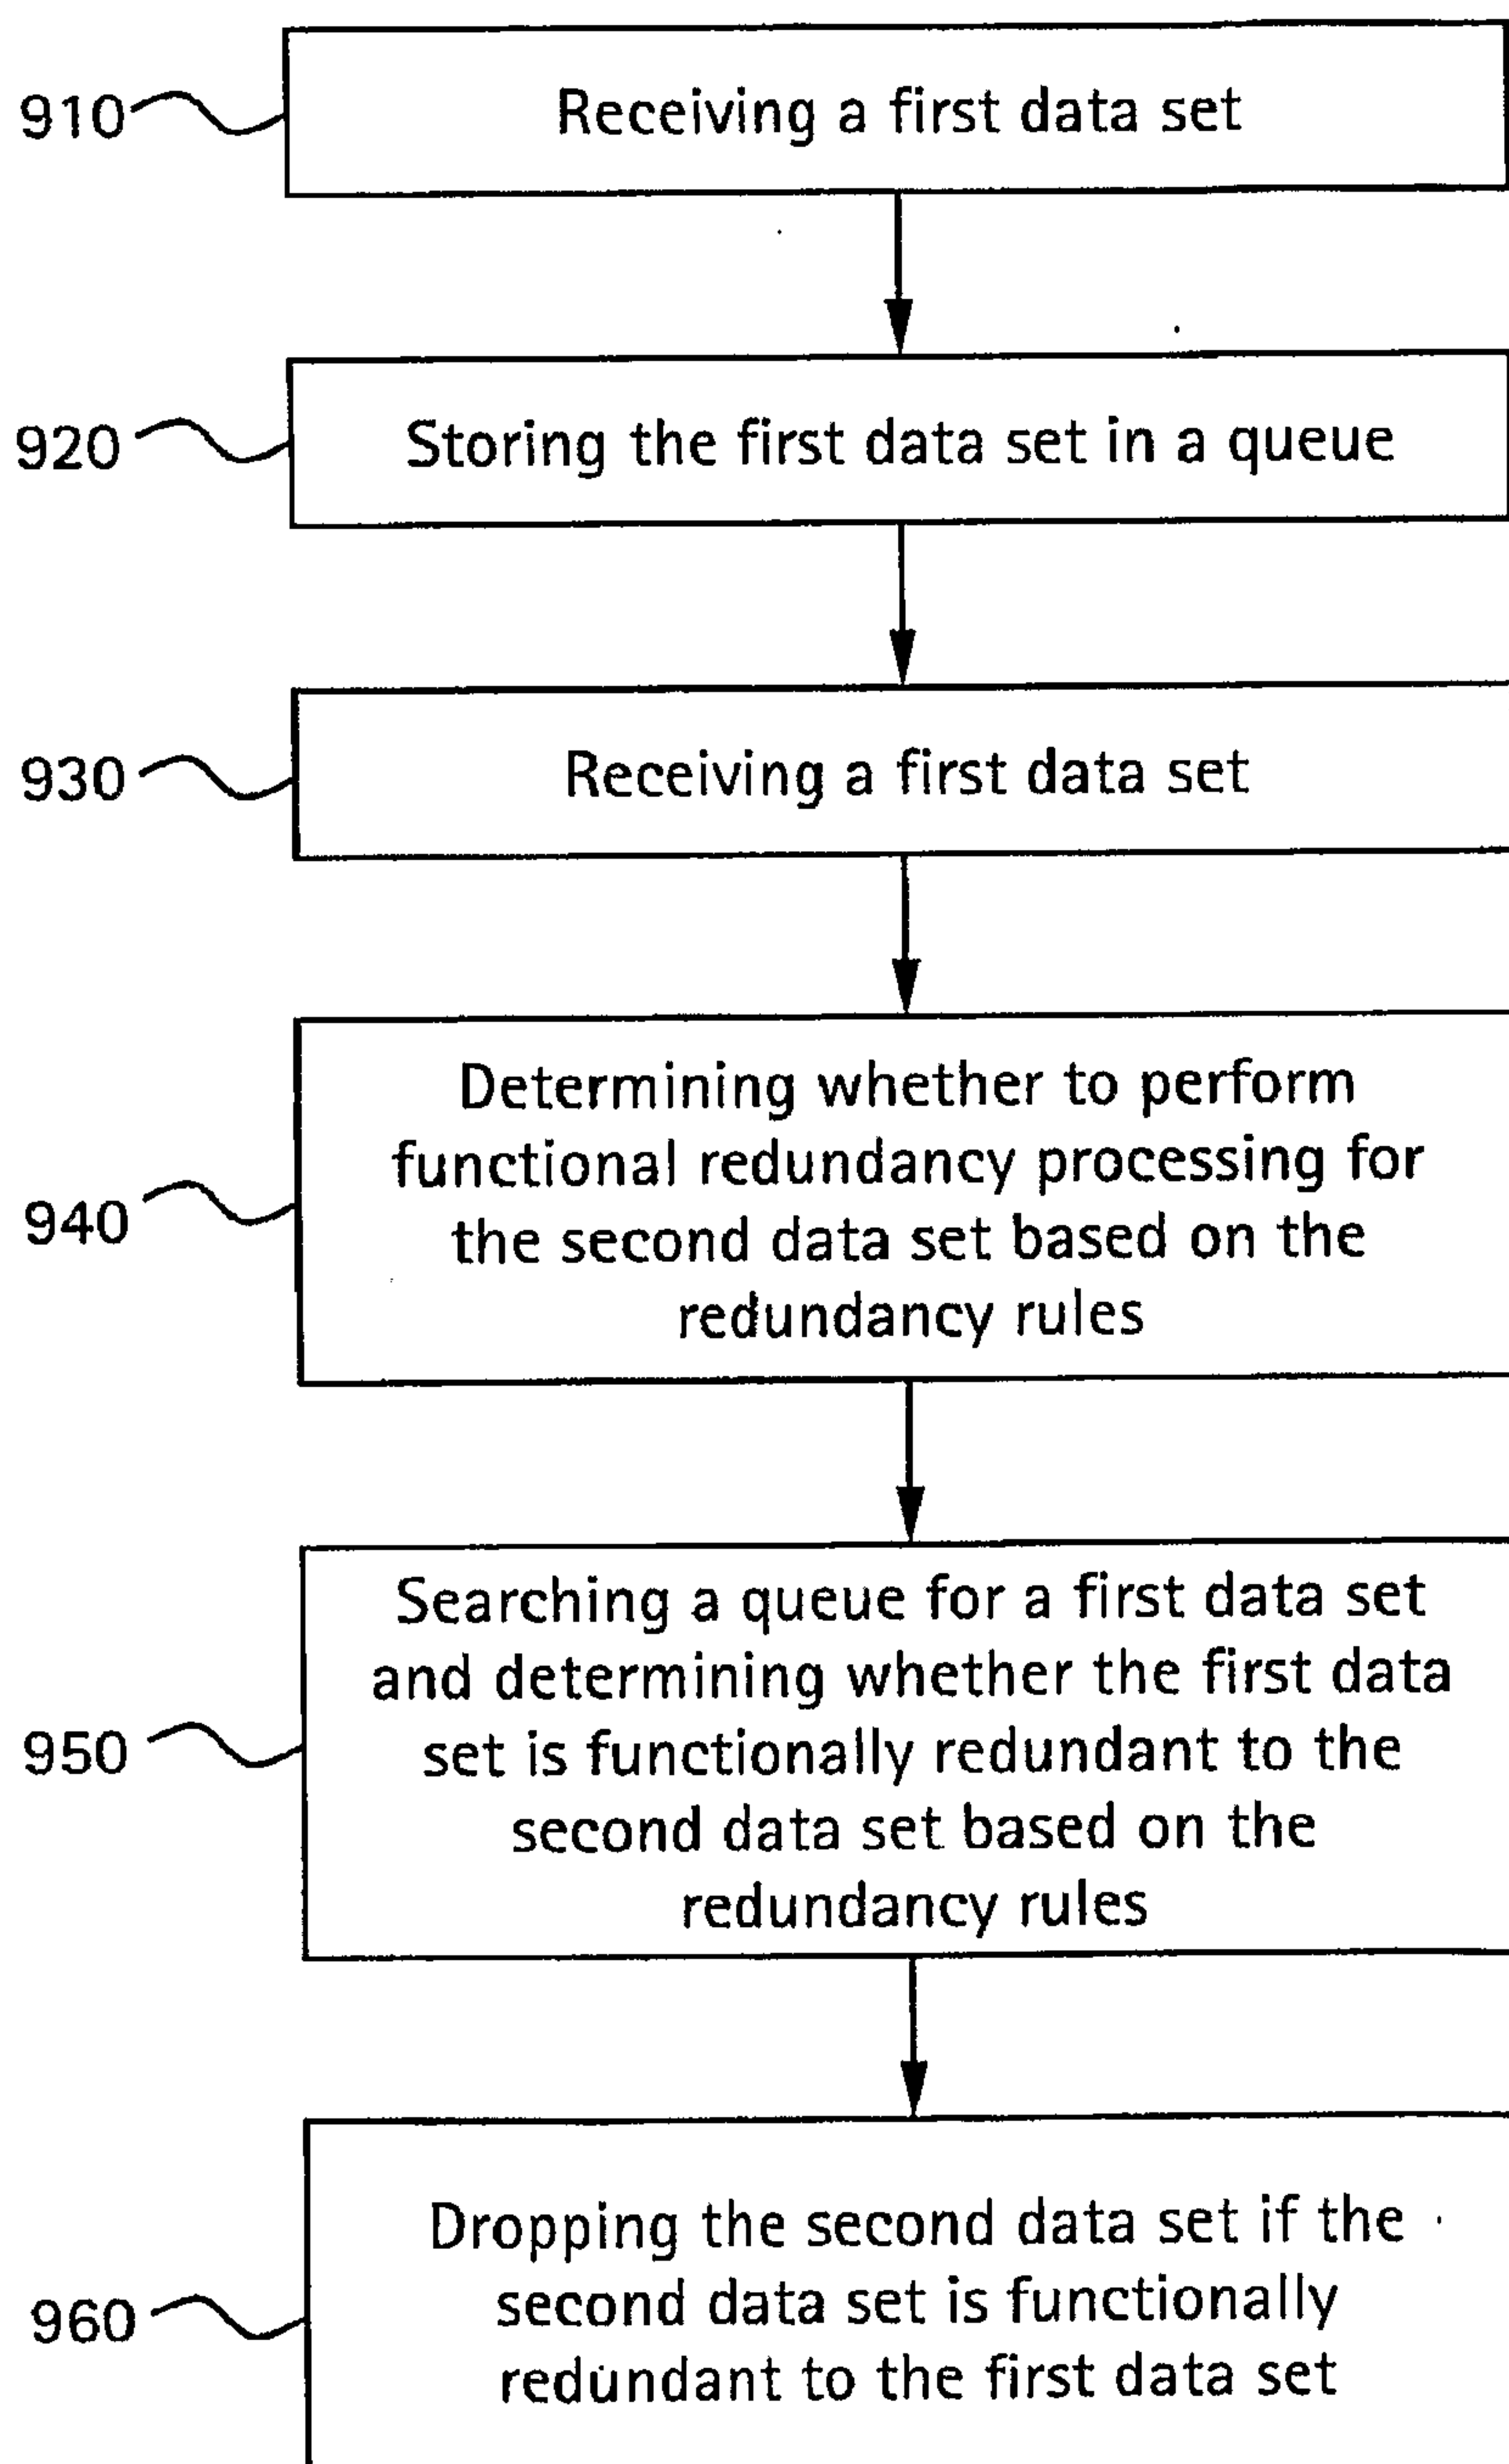 910
Receiving a first data set
920
Storing the first data set in a queue
930
Receiving a first data set
940
Determining whether to perform
functional redundancy processing for
the second data set based on the
redundancy rules
950
Searching a queue for a first data set
and determining whether the first data
set is functionally redundant to the
second data set based on the
redundancy rules
960
Dropping the second data set if the
second data set is functionally
redundant to the first data set